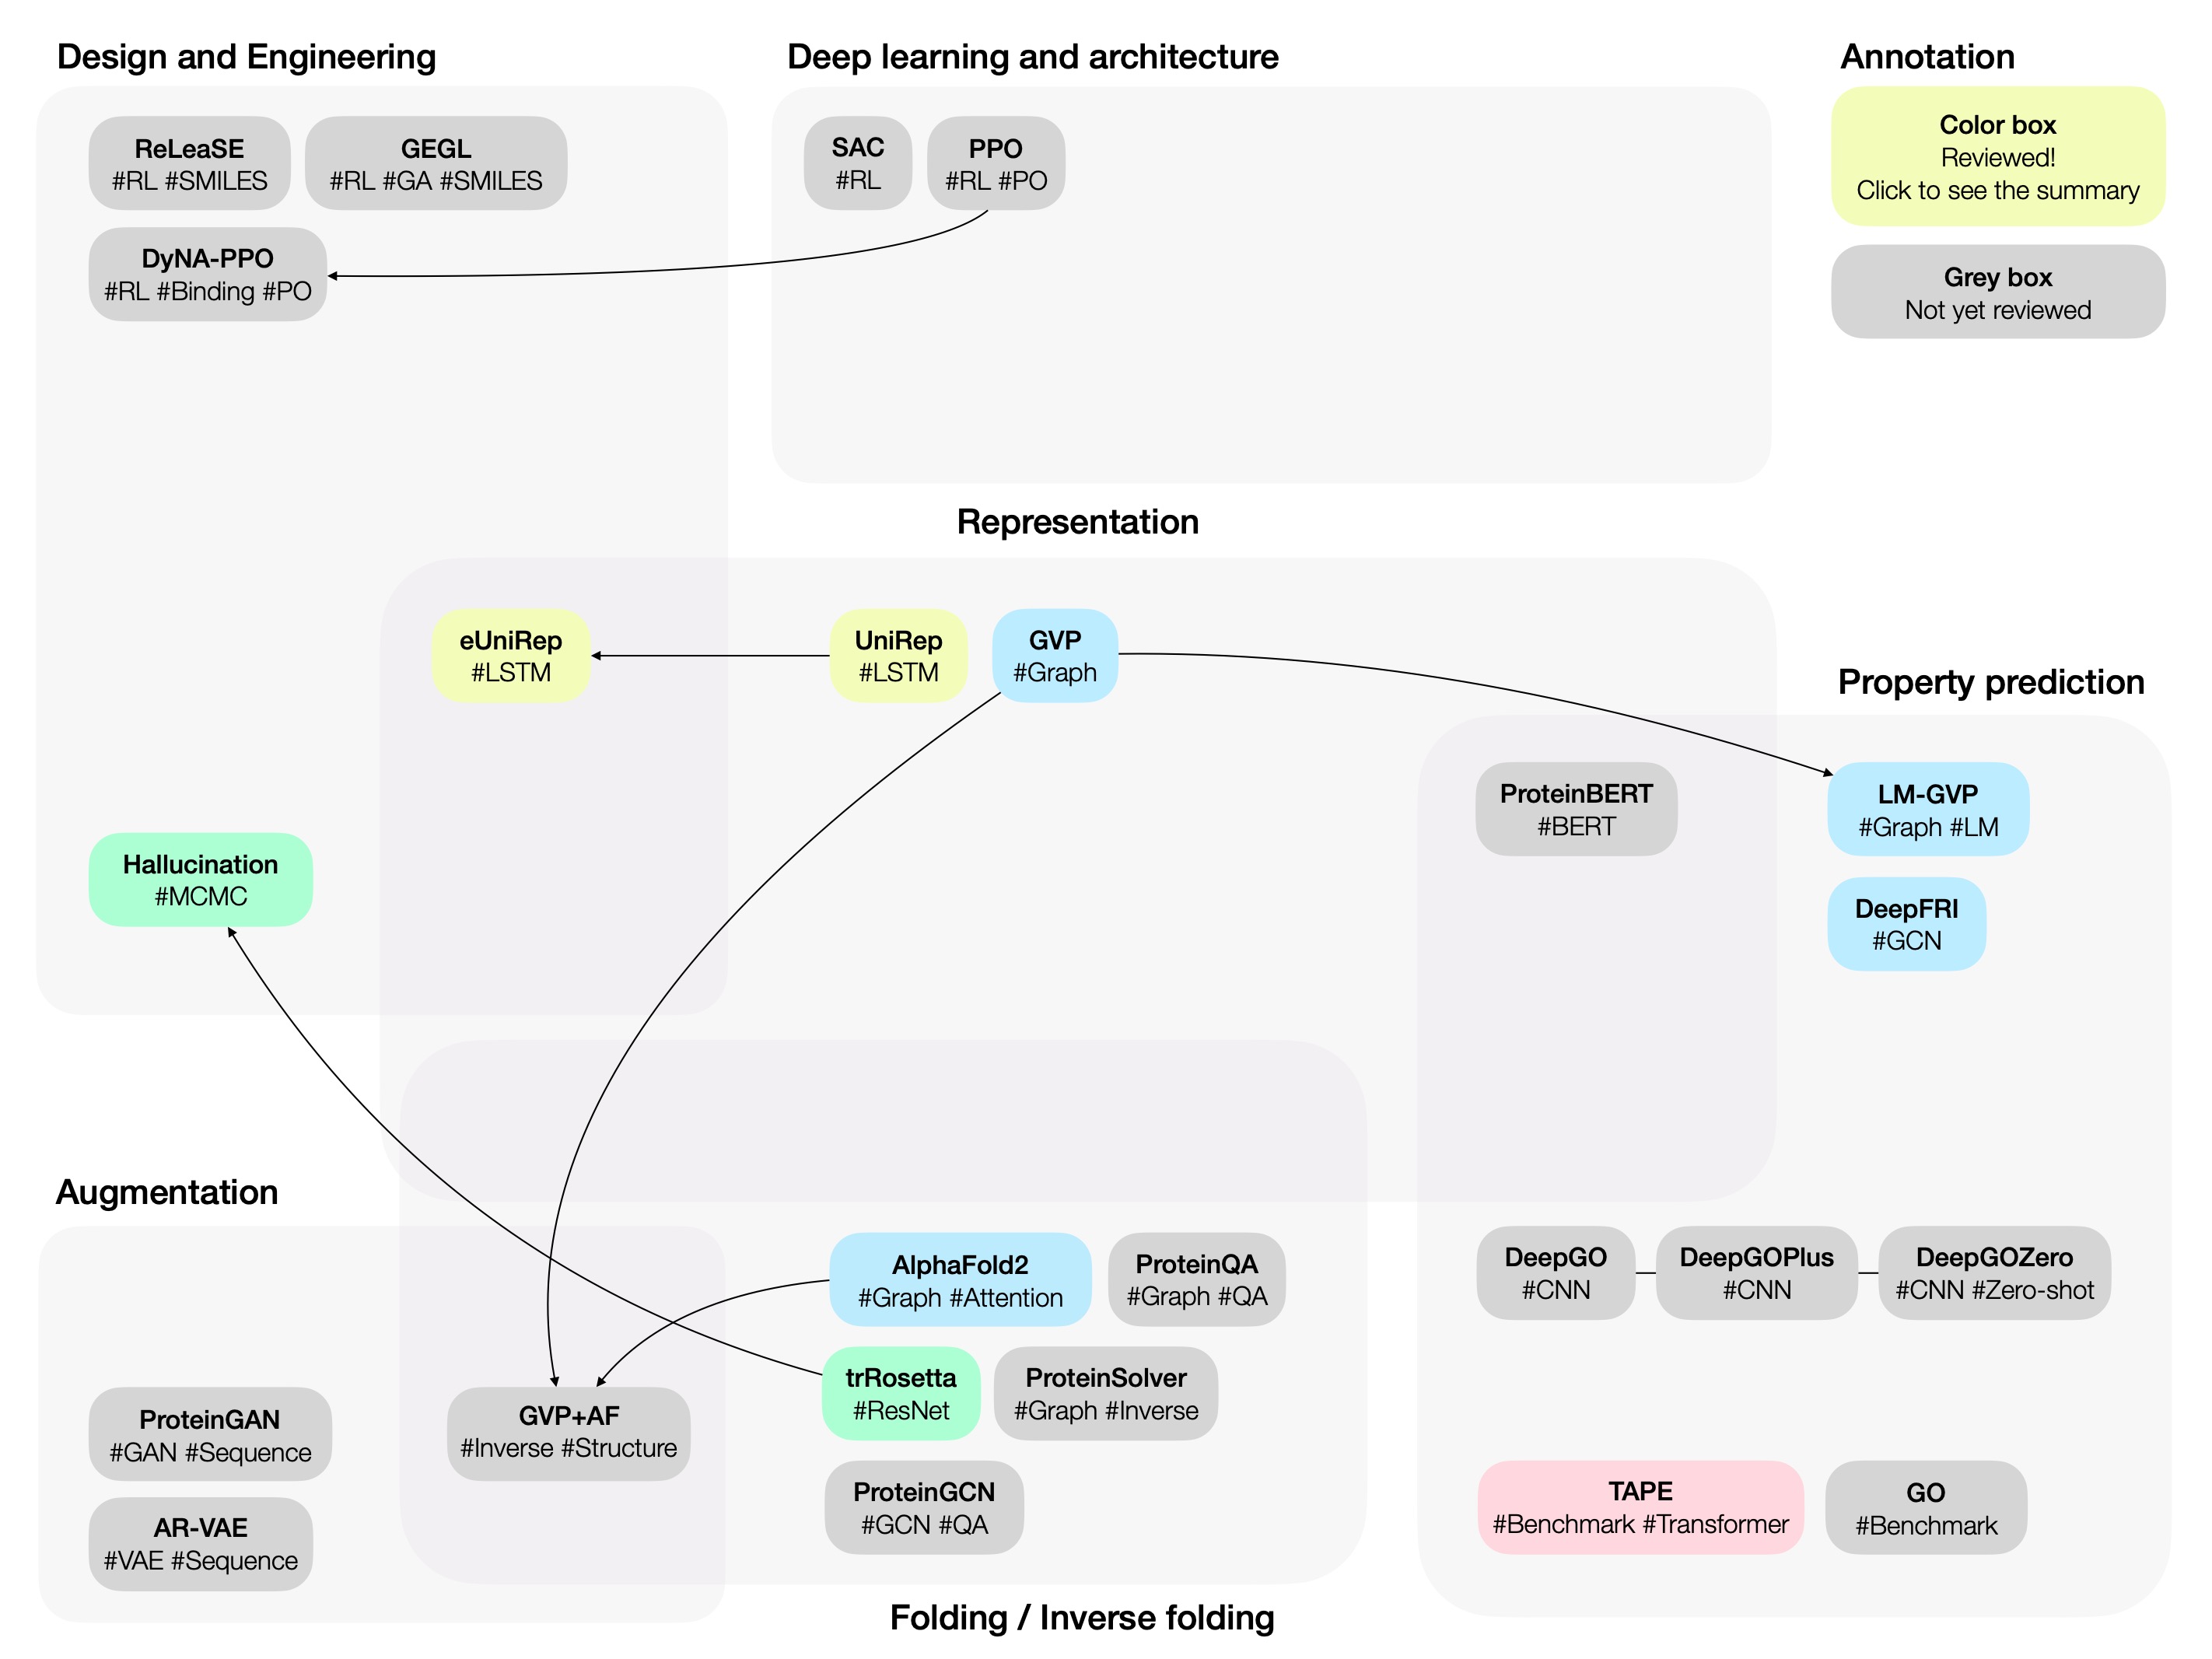 Design and Engineering
ReLeaSE
#RL #SMILES
GEGL
#RL #GA #SMILES
DyNA-PPO
#RL #Binding #PO
Deep learning and architecture
SAC
#RL
PPO
#RL #PO
Annotation
Color box
Reviewed!
Click to see the summary
Grey box
Not yet reviewed
Representation
eUniRep
#LSTM
UniRep
#LSTM
GVP
#Graph
Property prediction
ProteinBERT
#BERT
LM-GVP
#Graph #LM
DeepFRI
#GCN
Hallucination
#MCMC
Augmentation
ProteinGAN
#GAN #Sequence
AR-VAE
#VAE #Sequence
GVP+AF
#Inverse #Structure
AlphaFold2
#Graph #Attention
ProteinQA
#Graph #QA
trRosetta
#ResNet
ProteinSolver
#Graph #Inverse
ProteinGCN
#GCN #QA
Folding / Inverse folding
DeepGO
#CNN
DeepGOPlus
#CNN
DeepGOZero
#CNN #Zero-shot
TAPE
#Benchmark #Transformer
GO
#Benchmark